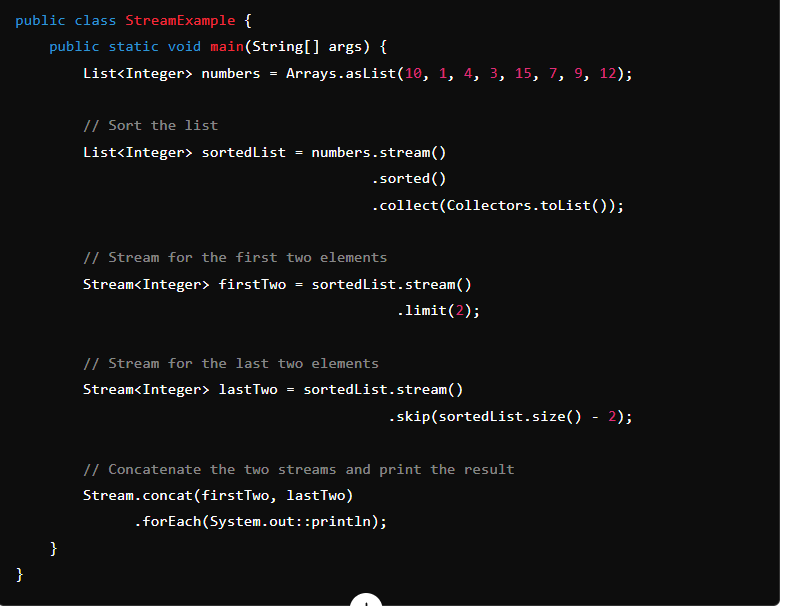 public class StreamExample {
    public static void main(String[] args) {
        List<Integer> numbers = Arrays.asList(10, 1, 4, 3, 15, 7, 9, 12);

        // Sort the list
        List<Integer> sortedList = numbers.stream()
                                          .sorted()
                                          .collect(Collectors.toList());

        // Stream for the first two elements
        Stream<Integer> firstTwo = sortedList.stream()
                                             .limit(2);

        // Stream for the last two elements
        Stream<Integer> lastTwo = sortedList.stream()
                                            .skip(sortedList.size() - 2);

        // Concatenate the two streams and print the result
        Stream.concat(firstTwo, lastTwo)
              .forEach(System.out::println);
    }
}